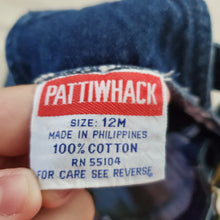 PATTIWHACK
SIZE: 12M
MADE IN PHILIPPINES
100% COTTON
RN 55104
FOR CARE SEE REVERSE